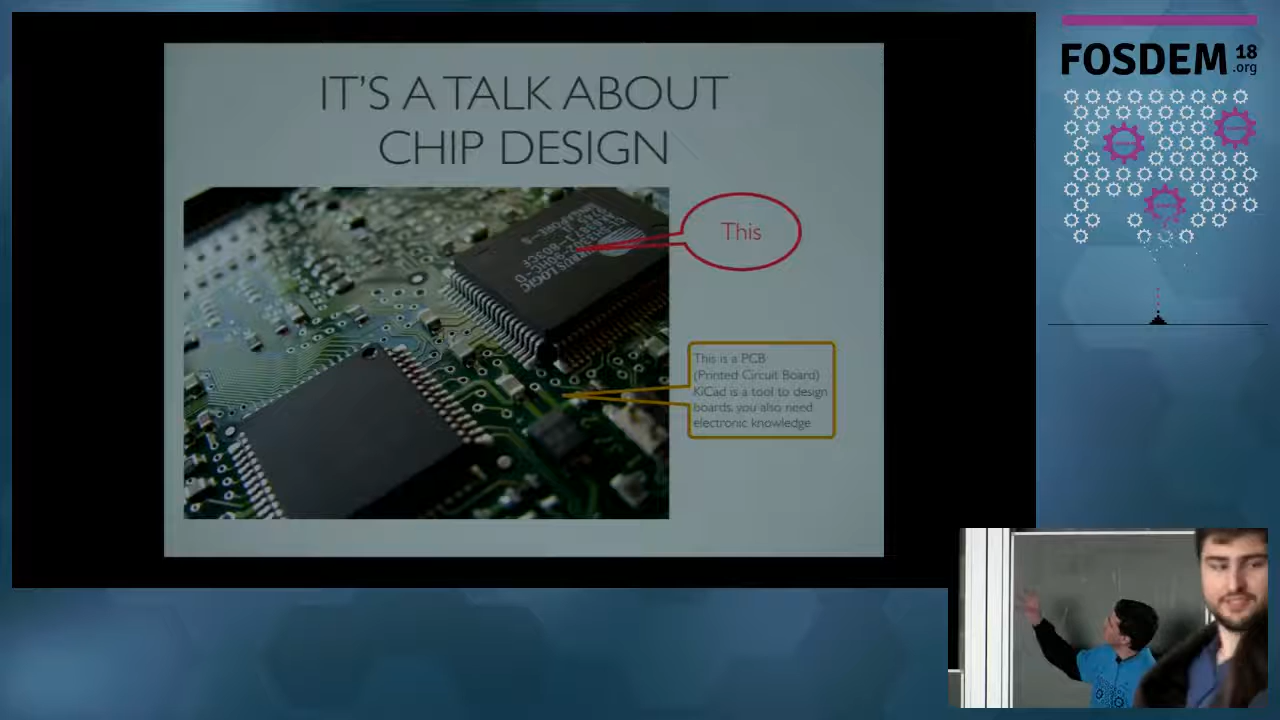 IT'S A TALK ABOUT
CHIP DESIGN
This
This is a PCB
(Printed Circuit Board)
KiCad is a tool to design
boards, you also need
electronic knowledge
FOSDEM 18
.org